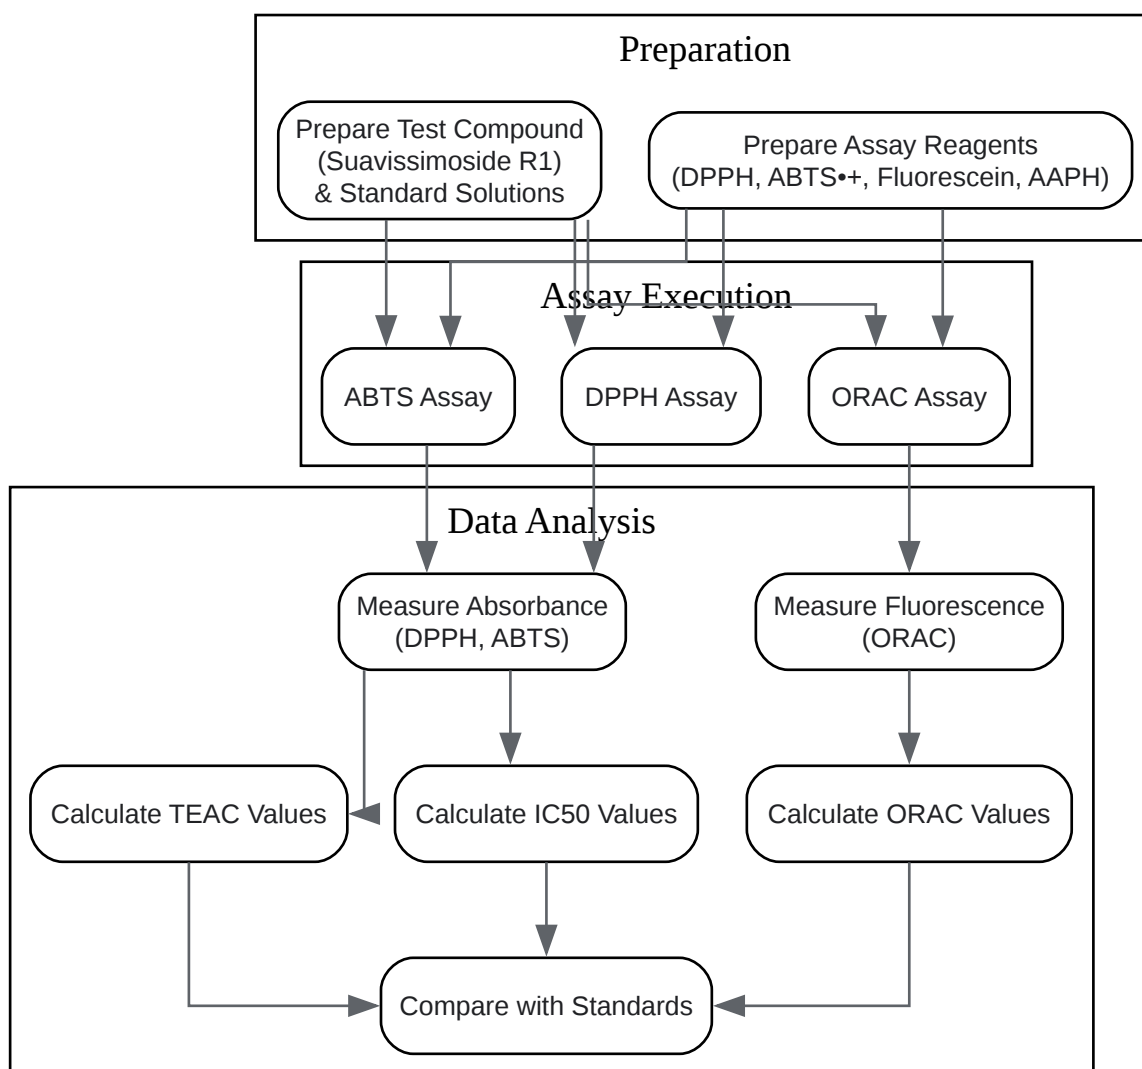 Preparation
Prepare Test Compound
(Suavissimoside R1)
& Standard Solutions
Prepare Assay Reagents
(DPPH, ABTS•+, Fluorescein, AAPH)
Assay Execution
ABTS Assay
DPPH Assay
ORAC Assay
Data Analysis
Measure Absorbance
(DPPH, ABTS)
Measure Fluorescence
(ORAC)
Calculate TEAC Values
Calculate IC50 Values
Calculate ORAC Values
Compare with Standards